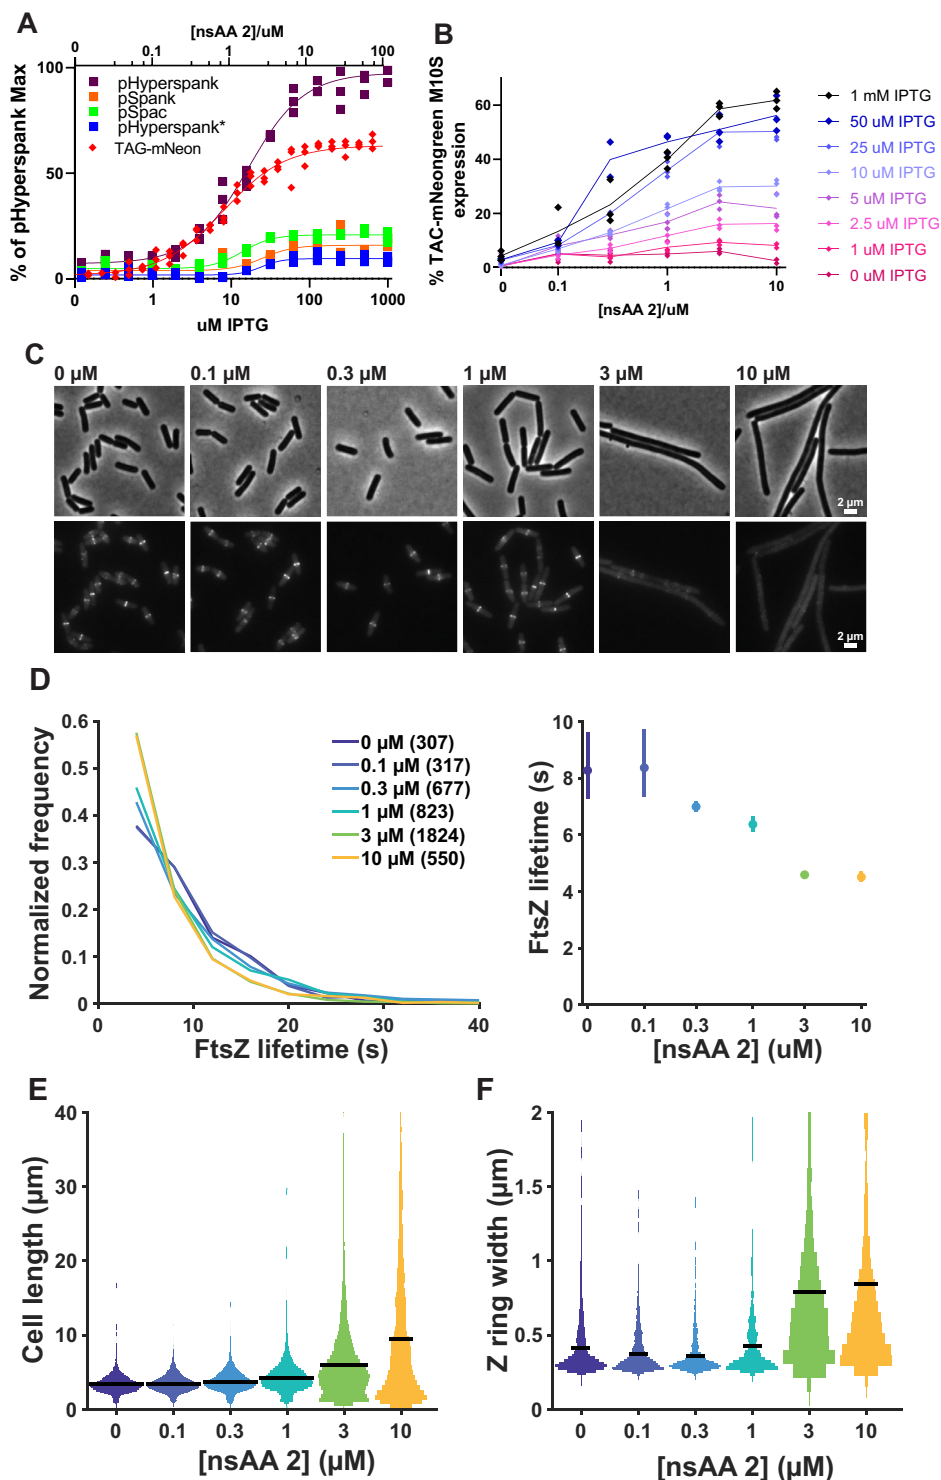 A
[nsAA 2]/uM
0 0.1 1 10 100
% of pHyperspank Max
100
50
0
pHyperspank
pSpank
pSpac
pHyperspank*
TAG-mNeon
0 1 10 100 1000
uM IPTG
B
% TAC-mNeongreen M10S
expression
60
40
20
0
0 0.1 1 10
[nsAA 2]/uM
1 mM IPTG
50 uM IPTG
25 uM IPTG
10 uM IPTG
5 uM IPTG
2.5 uM IPTG
1 uM IPTG
0 uM IPTG
C
0 µM 0.1 µM 0.3 µM 1 µM 3 µM 10 µM
2 µm
2 µm
D
Normalized frequency
0.6
0.5
0.4
0.3
0.2
0.1
0
0 10 20 30 40
FtsZ lifetime (s)
0 µM (307)
0.1 µM (317)
0.3 µM (677)
1 µM (823)
3 µM (1824)
10 µM (550)
FtsZ lifetime (s)
10
8
6
4
2
0
0 0.1 0.3 1 3 10
[nsAA 2] (uM)
E
Cell length (µm)
40
30
20
10
0
0 0.1 0.3 1 3 10
[nsAA 2] (µM)
F
Z ring width (µm)
2
1.5
1
0.5
0
0 0.1 0.3 1 3 10
[nsAA 2] (µM)